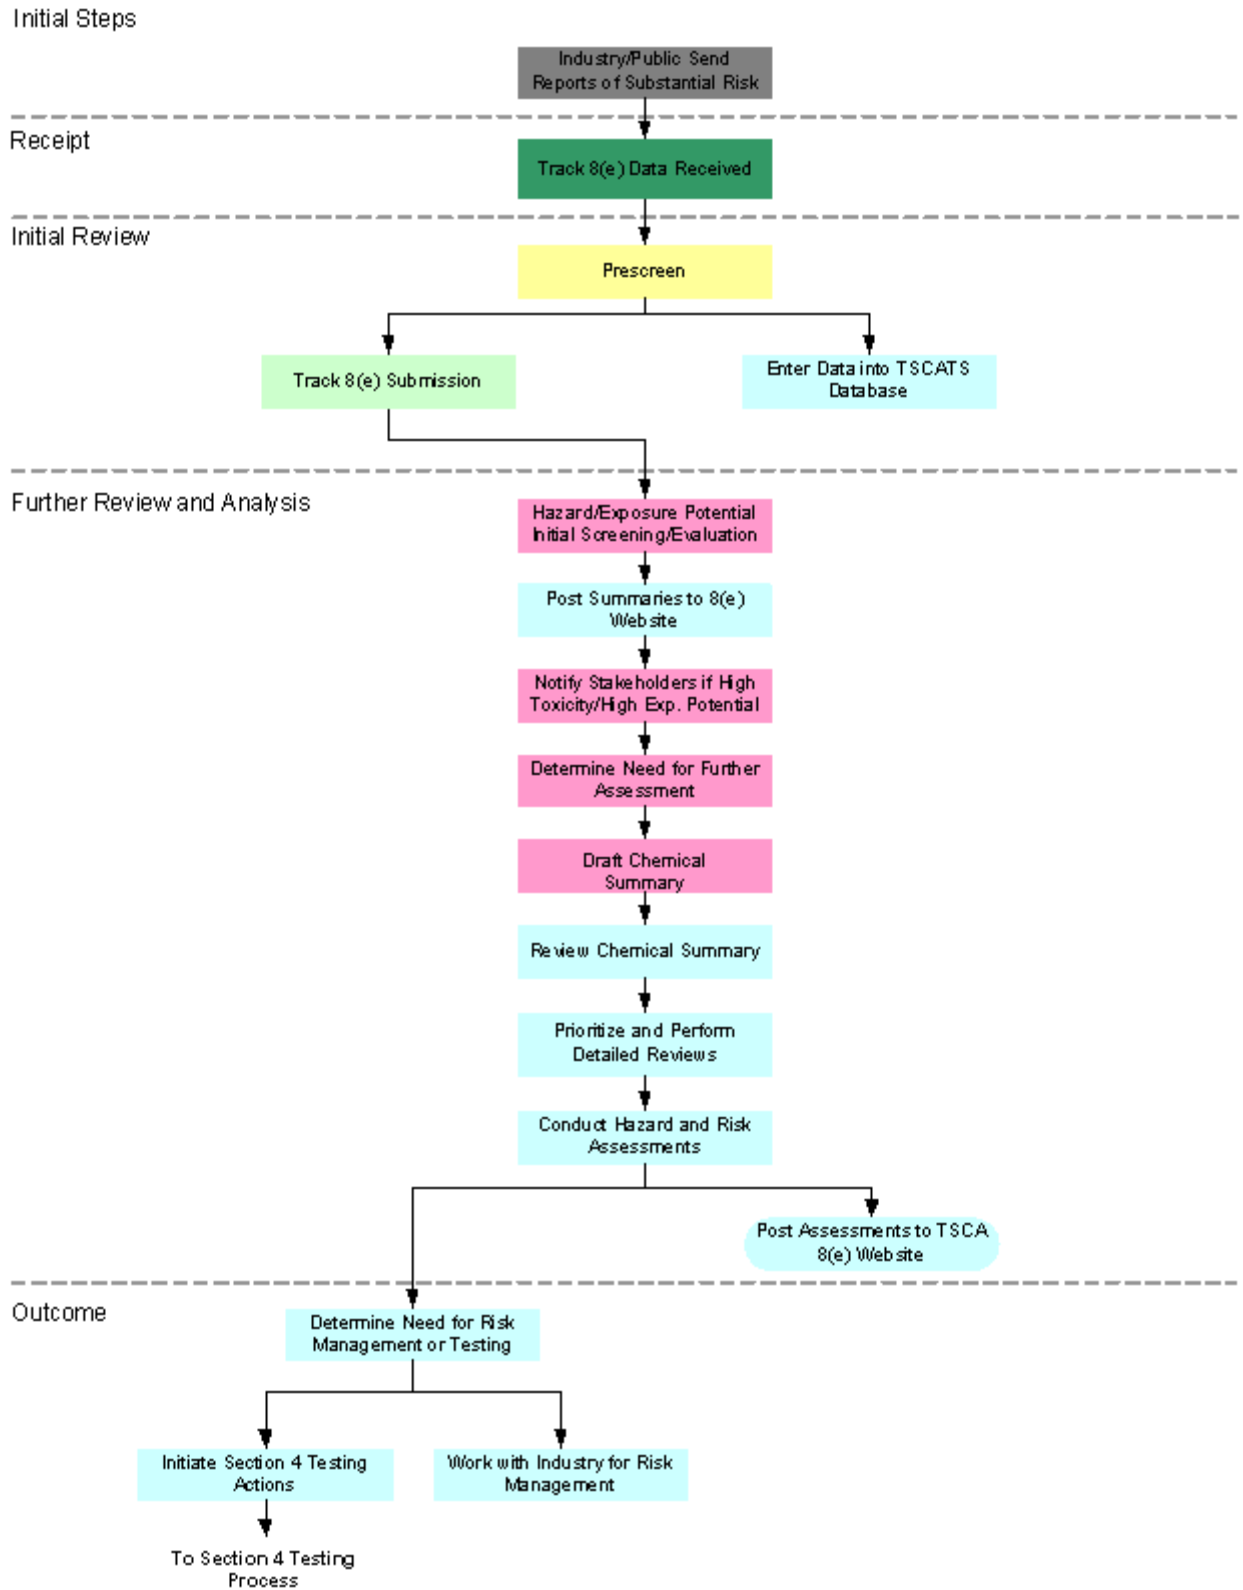 Initial Steps
Industry/Public Send
Reports of Substantial Risk
Receipt
Track 8(e) Data Received
Initial Review
Prescreen
Track 8(e) Submission
Enter Data into TSCATS
Database
Further Review and Analysis
Hazard/Exposure Potential
Initial Screening/Evaluation
Post Summaries to 8(e)
Website
Notify Stakeholders if High
Toxicity/High Exp. Potential
Determine Need for Further
Assessment
Draft Chemical
Summary
Review Chemical Summary
Prioritize and Perform
Detailed Reviews
Conduct Hazard and Risk
Assessments
Post Assessments to TSCA
8(e) Website
Outcome
Determine Need for Risk
Management or Testing
Initiate Section 4 Testing
Actions
Work with Industry for Risk
Management
To Section 4 Testing
Process